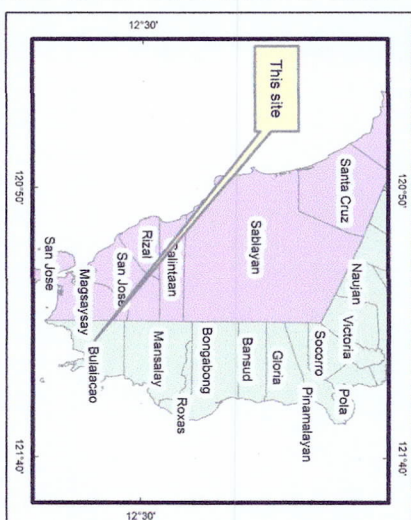 120°50'
121°40'
12°30'
12°30'
This site
Santa Cruz
Sablayan
Rizal
Calintaan
San Jose
San Jose
Magsaysay
Naujan
Victoria
Pola
Socorro
Pinamalayan
Gloria
Bansud
Bongabong
Roxas
Mansalay
Bulalacao
120°50'
121°40'